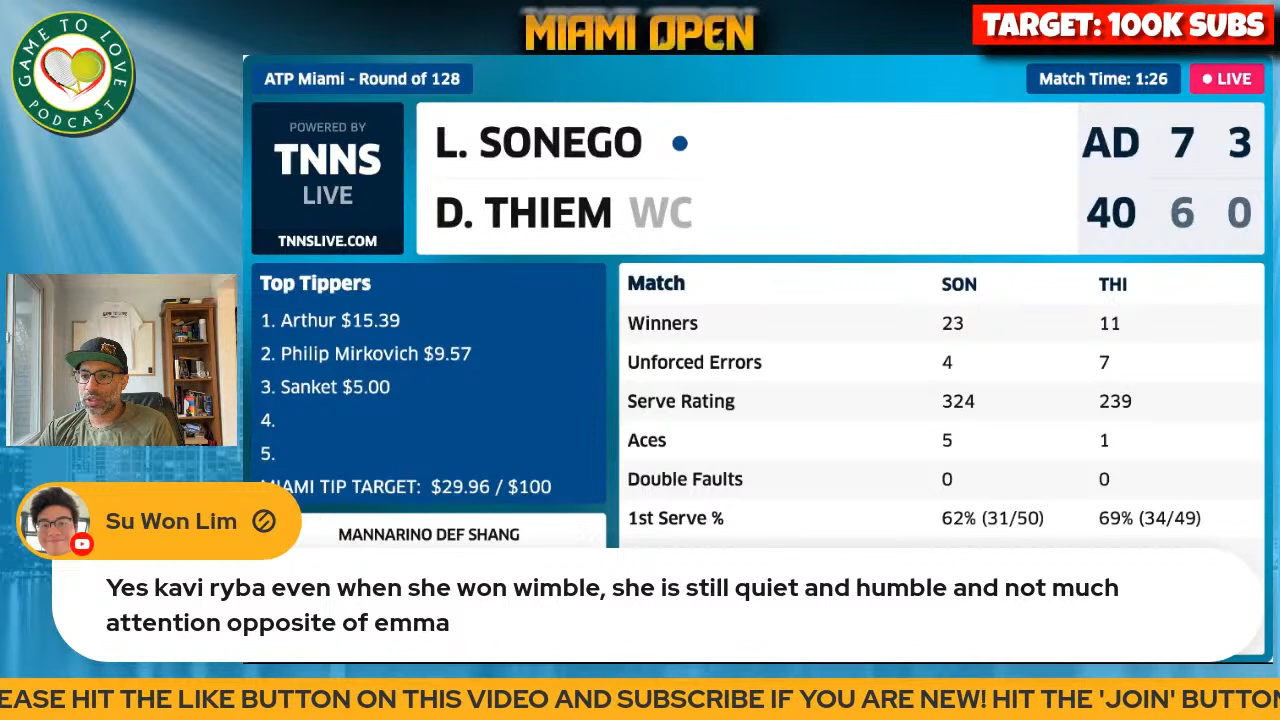 GAME TO LOVE
PODCAST
MIAMI OPEN
TARGET: 100K SUBS
ATP Miami - Round of 128
Match Time: 1:26
LIVE
POWERED BY
TNNS
LIVE
TNNSLIVE.COM
L. SONEGO AD 7 3
D. THIEM WC 40 6 0
Top Tippers
1. Arthur $15.39
2. Philip Mirkovich $9.57
3. Sanket $5.00
4.
5.
MIAMI TIP TARGET: $29.96 / $100
MANNARINO DEF SHANG
Match SON THI
Winners 23 11
Unforced Errors 4 7
Serve Rating 324 239
Aces 5 1
Double Faults 0 0
1st Serve % 62% (31/50) 69% (34/49)
Su Won Lim
Yes kavi ryba even when she won wimble, she is still quiet and humble and not much
attention opposite of emma
EASE HIT THE LIKE BUTTON ON THIS VIDEO AND SUBSCRIBE IF YOU ARE NEW! HIT THE 'JOIN' BUTTO